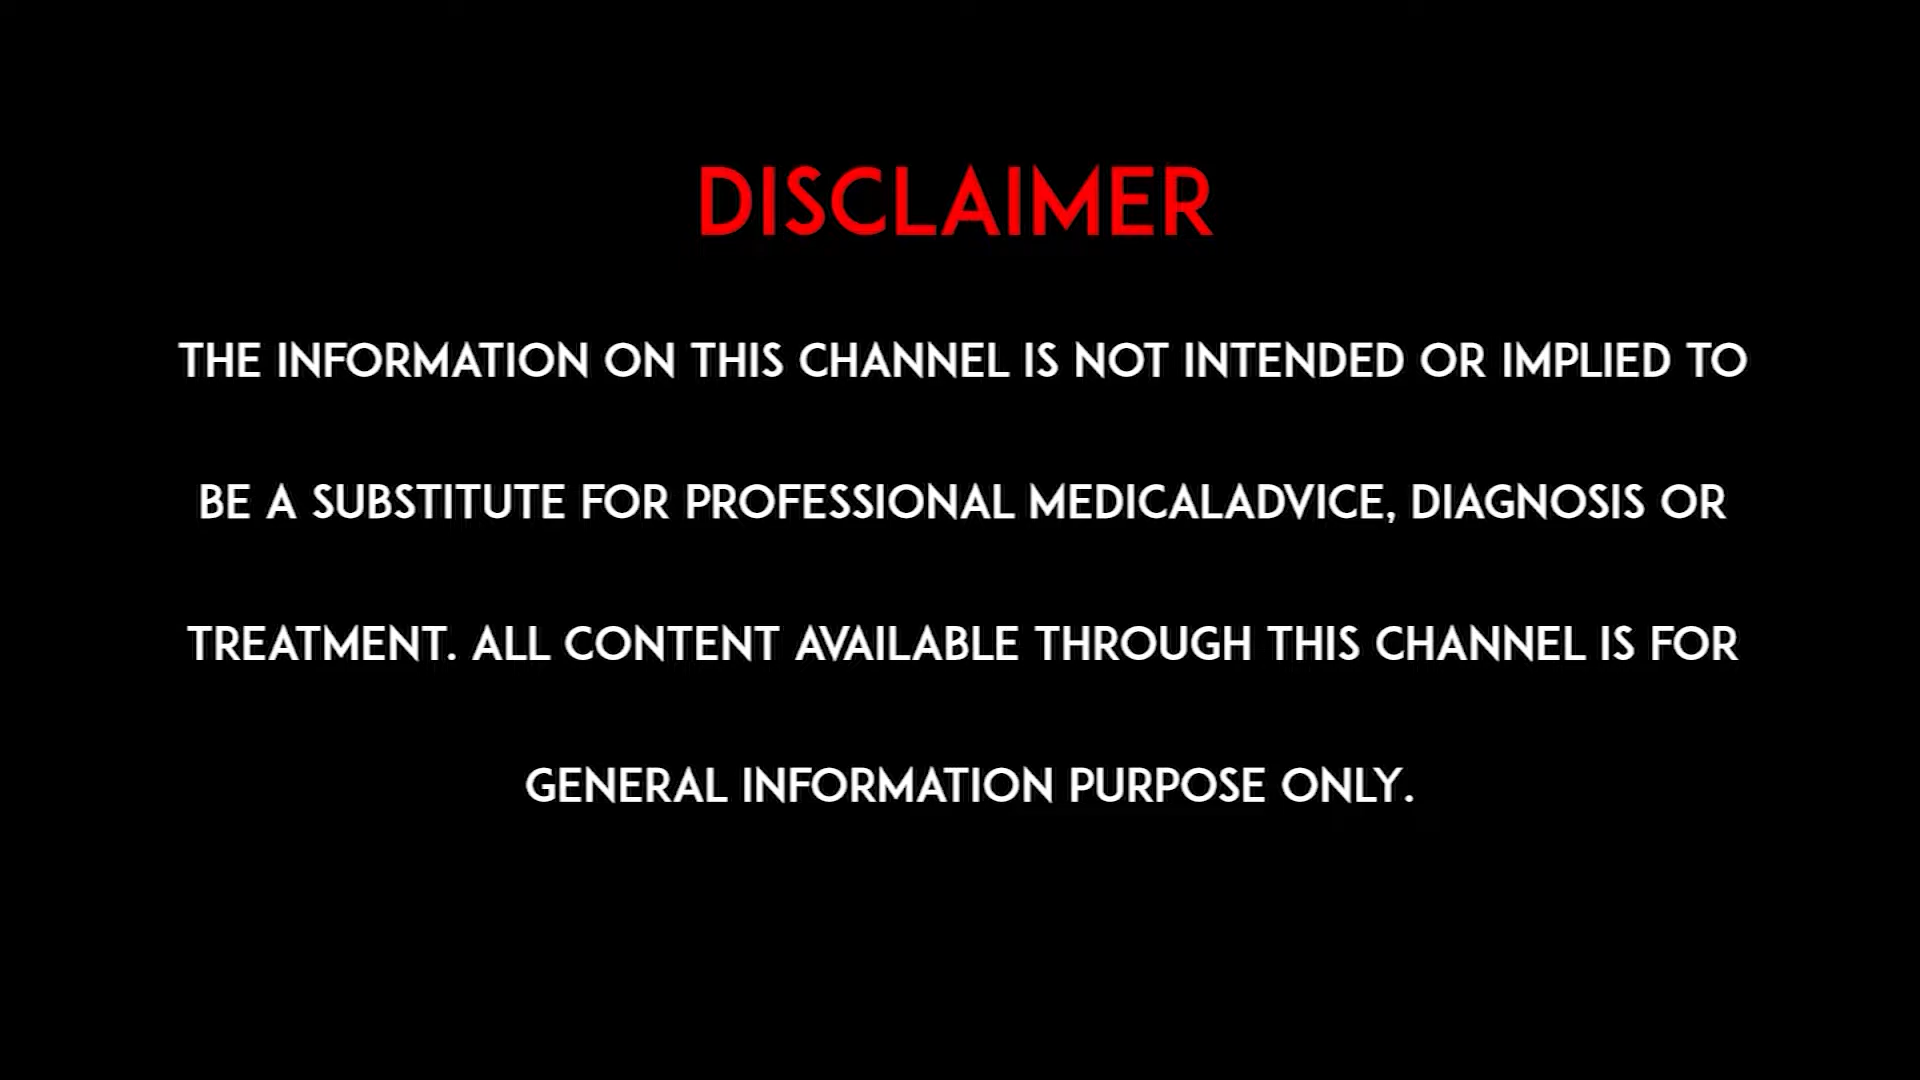 DISCLAIMER
THE INFORMATION ON THIS CHANNEL IS NOT INTENDED OR IMPLIED TO
BE A SUBSTITUTE FOR PROFESSIONAL MEDICALADVICE, DIAGNOSIS OR
TREATMENT. ALL CONTENT AVAILABLE THROUGH THIS CHANNEL IS FOR
GENERAL INFORMATION PURPOSE ONLY.